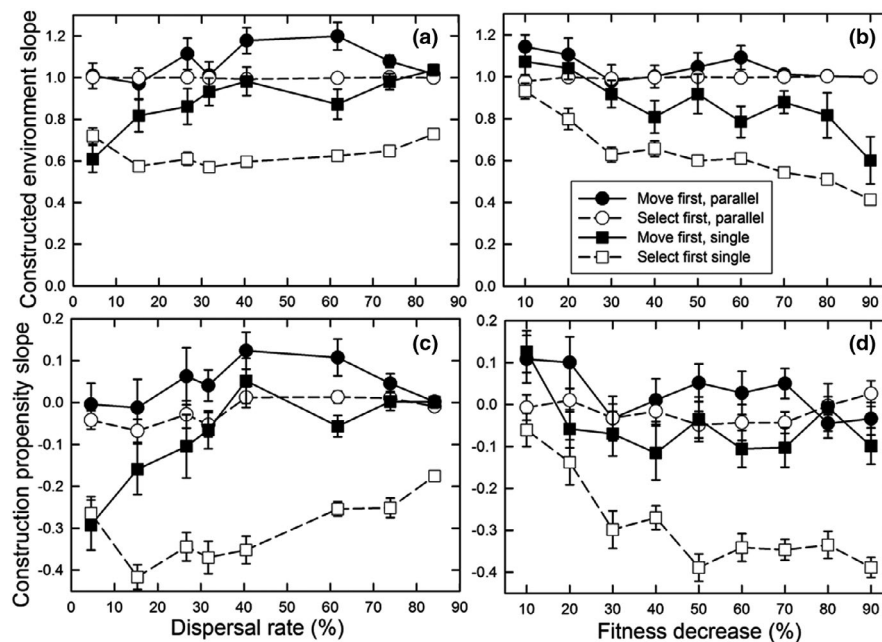 (a)
Constructed environment slope
1.2
1.0
0.8
0.6
0.4
0.2
0.0
0 10 20 30 40 50 60 70 80 90
(b)
1.2
1.0
0.8
0.6
0.4
0.2
0.0
10 20 30 40 50 60 70 80 90
Move first, parallel
Select first, parallel
Move first, single
Select first single
(c)
Construction propensity slope
0.2
0.1
0.0
-0.1
-0.2
-0.3
-0.4
0 10 20 30 40 50 60 70 80 90
Dispersal rate (%)
(d)
0.2
0.1
0.0
-0.1
-0.2
-0.3
-0.4
10 20 30 40 50 60 70 80 90
Fitness decrease (%)